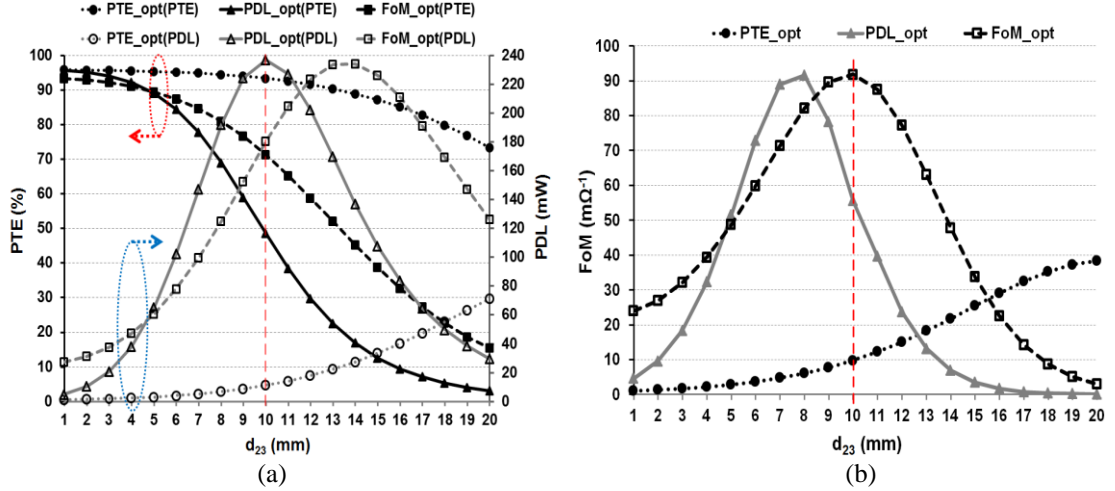 PTE_opt(PTE) PDL_opt(PTE) FoM_opt(PTE)
PTE_opt(PDL) PDL_opt(PDL) FoM_opt(PDL)
100 90 80 70 60 50 40 30 20 10 0
PTE (%)
240 220 200 180 160 140 120 100 80 60 40 20 0
PDL (mW)
1 2 3 4 5 6 7 8 9 10 11 12 13 14 15 16 17 18 19 20
d23 (mm)
(a)
PTE_opt PDL_opt FoM_opt
100 90 80 70 60 50 40 30 20 10 0
FoM (mΩ-1)
1 2 3 4 5 6 7 8 9 10 11 12 13 14 15 16 17 18 19 20
d23 (mm)
(b)